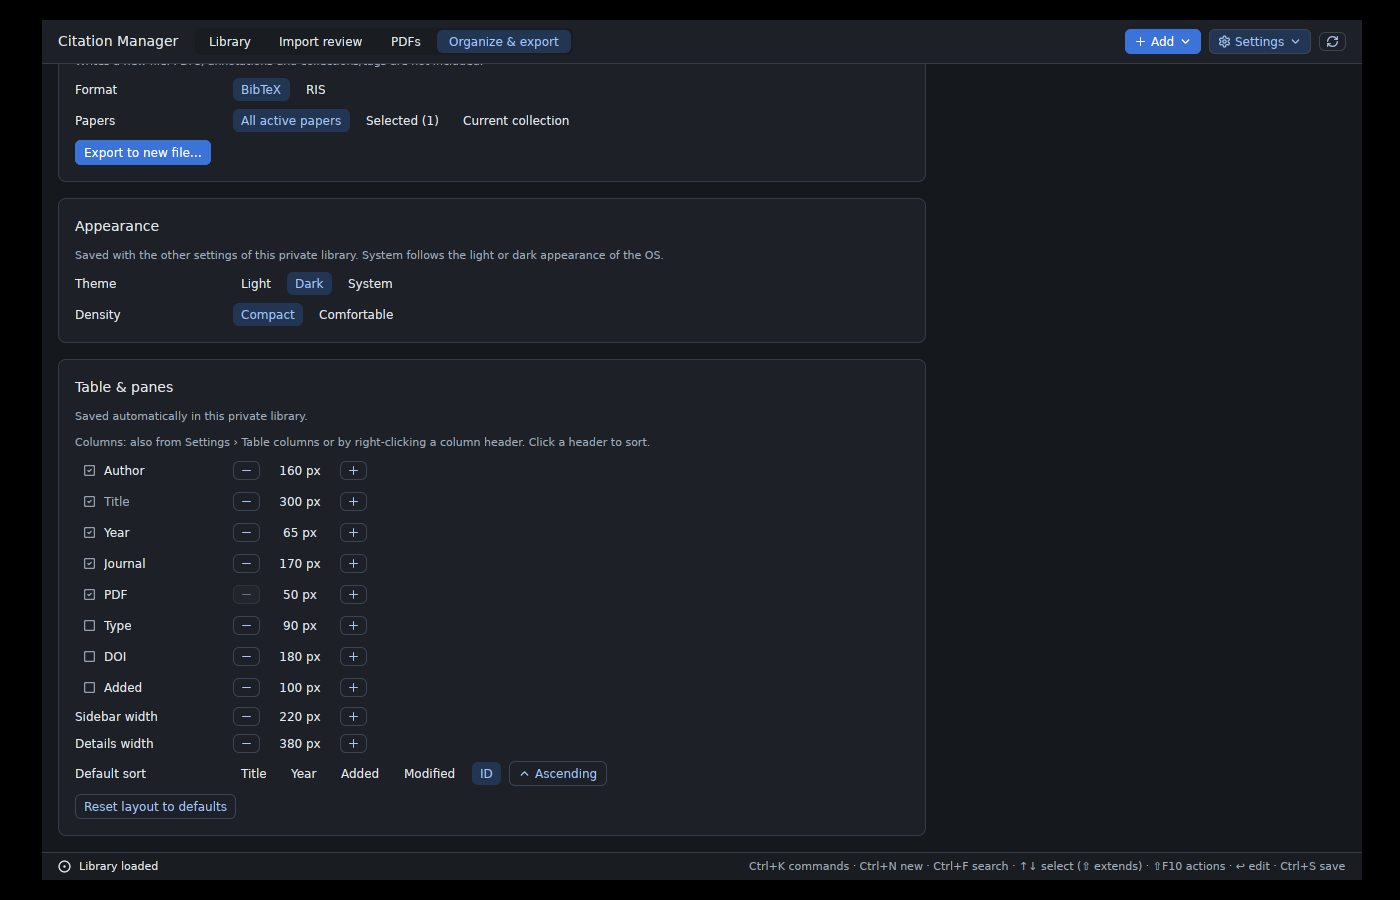 Citation Manager Library Import review PDFs Organize & export + Add Settings
Format BibTeX RIS
Papers All active papers Selected (1) Current collection
Export to new file...
Appearance
Saved with the other settings of this private library. System follows the light or dark appearance of the OS.
Theme Light Dark System
Density Compact Comfortable
Table & panes
Saved automatically in this private library.
Columns: also from Settings › Table columns or by right-clicking a column header. Click a header to sort.
Author − 160 px +
Title − 300 px +
Year − 65 px +
Journal − 170 px +
PDF − 50 px +
Type − 90 px +
DOI − 180 px +
Added − 100 px +
Sidebar width − 220 px +
Details width − 380 px +
Default sort Title Year Added Modified ID Ascending
Reset layout to defaults
Library loaded Ctrl+K commands · Ctrl+N new · Ctrl+F search · ↑↓ select (⇧ extends) · ⇧F10 actions · ↩ edit · Ctrl+S save